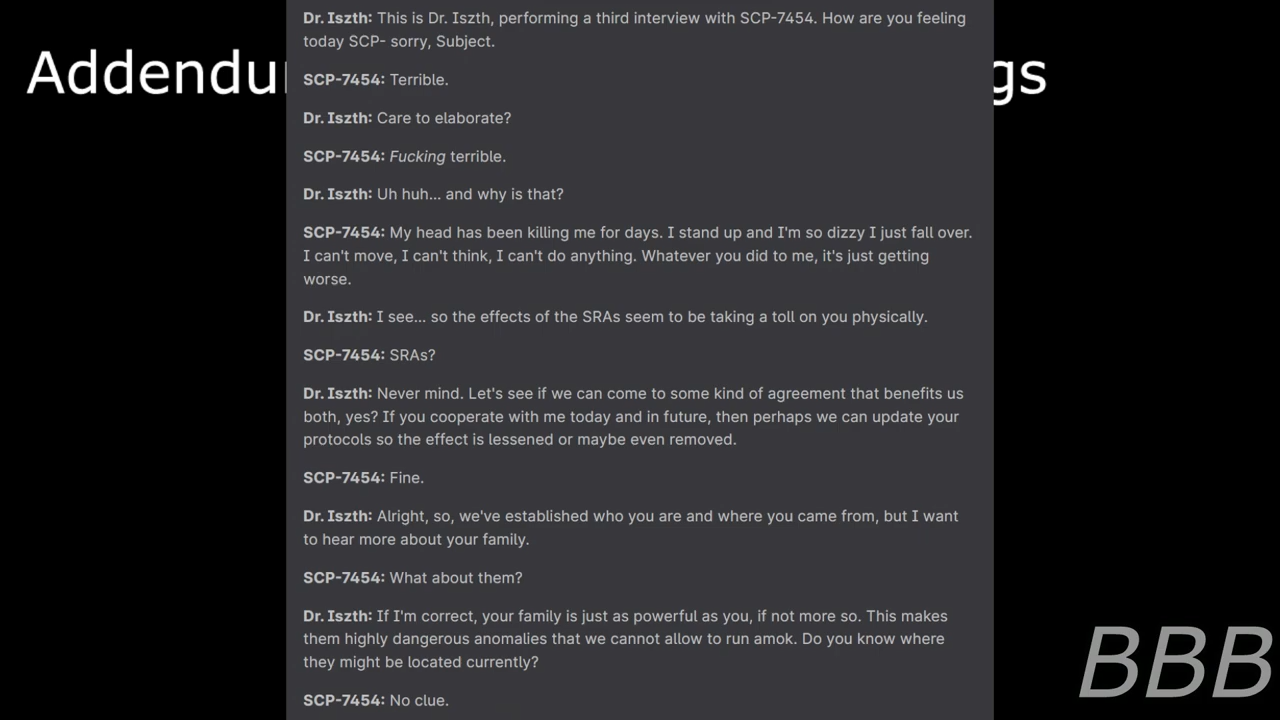 Addendu
gs
Dr. Iszth: This is Dr. Iszth, performing a third interview with SCP-7454. How are you feeling
today SCP- sorry, Subject.
SCP-7454: Terrible.
Dr. Iszth: Care to elaborate?
SCP-7454: Fucking terrible.
Dr. Iszth: Uh huh... and why is that?
SCP-7454: My head has been killing me for days. I stand up and I'm so dizzy I just fall over.
I can't move, I can't think, I can't do anything. Whatever you did to me, it's just getting
worse.
Dr. Iszth: I see... so the effects of the SRAs seem to be taking a toll on you physically.
SCP-7454: SRAs?
Dr. Iszth: Never mind. Let's see if we can come to some kind of agreement that benefits us
both, yes? If you cooperate with me today and in future, then perhaps we can update your
protocols so the effect is lessened or maybe even removed.
SCP-7454: Fine.
Dr. Iszth: Alright, so, we've established who you are and where you came from, but I want
to hear more about your family.
SCP-7454: What about them?
Dr. Iszth: If I'm correct, your family is just as powerful as you, if not more so. This makes
them highly dangerous anomalies that we cannot allow to run amok. Do you know where
they might be located currently?
SCP-7454: No clue.
BBB